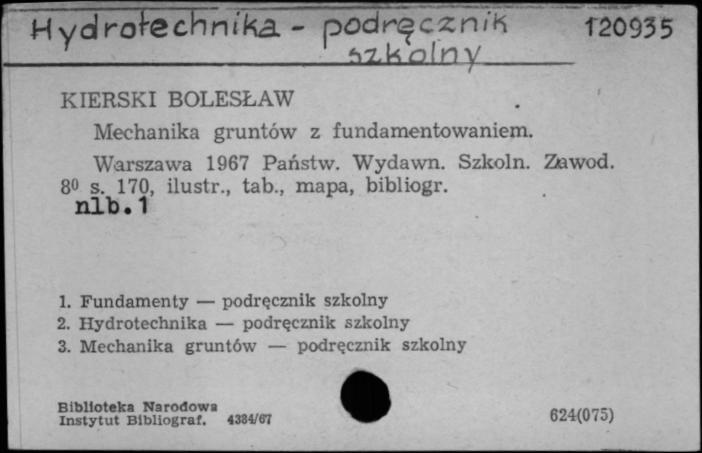 Hydrotechnika - podręcznik 120935
szkolny
KIERSKI BOLESŁAW
Mechanika gruntów z fundamentowaniem.
Warszawa 1967 Państw. Wydawn. Szkoln. Zawod.
8⁰ s. 170, ilustr., tab., mapa, bibliogr.
nlb. 1
1. Fundamenty — podręcznik szkolny
2. Hydrotechnika — podręcznik szkolny
3. Mechanika gruntów — podręcznik szkolny
Biblioteka Narodowa
Instytut Bibliograf. 4384/67 624(075)